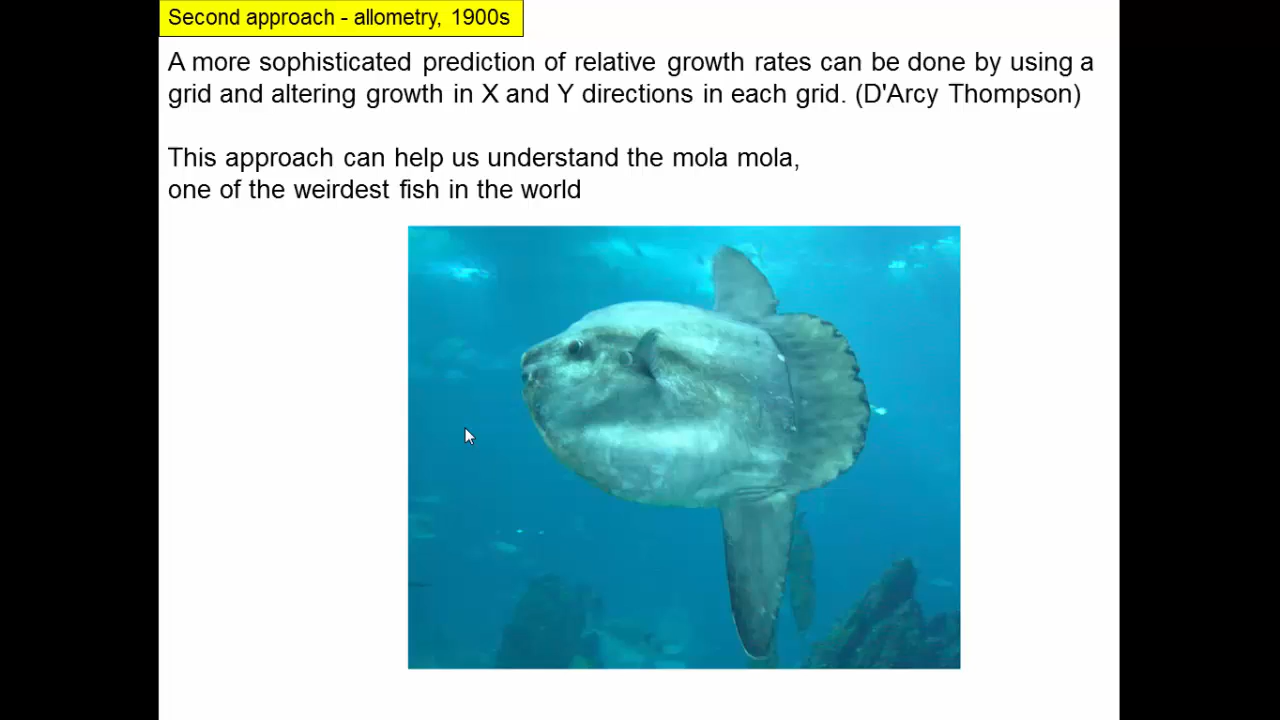 Second approach - allometry, 1900s
A more sophisticated prediction of relative growth rates can be done by using a
grid and altering growth in X and Y directions in each grid. (D'Arcy Thompson)
This approach can help us understand the mola mola,
one of the weirdest fish in the world